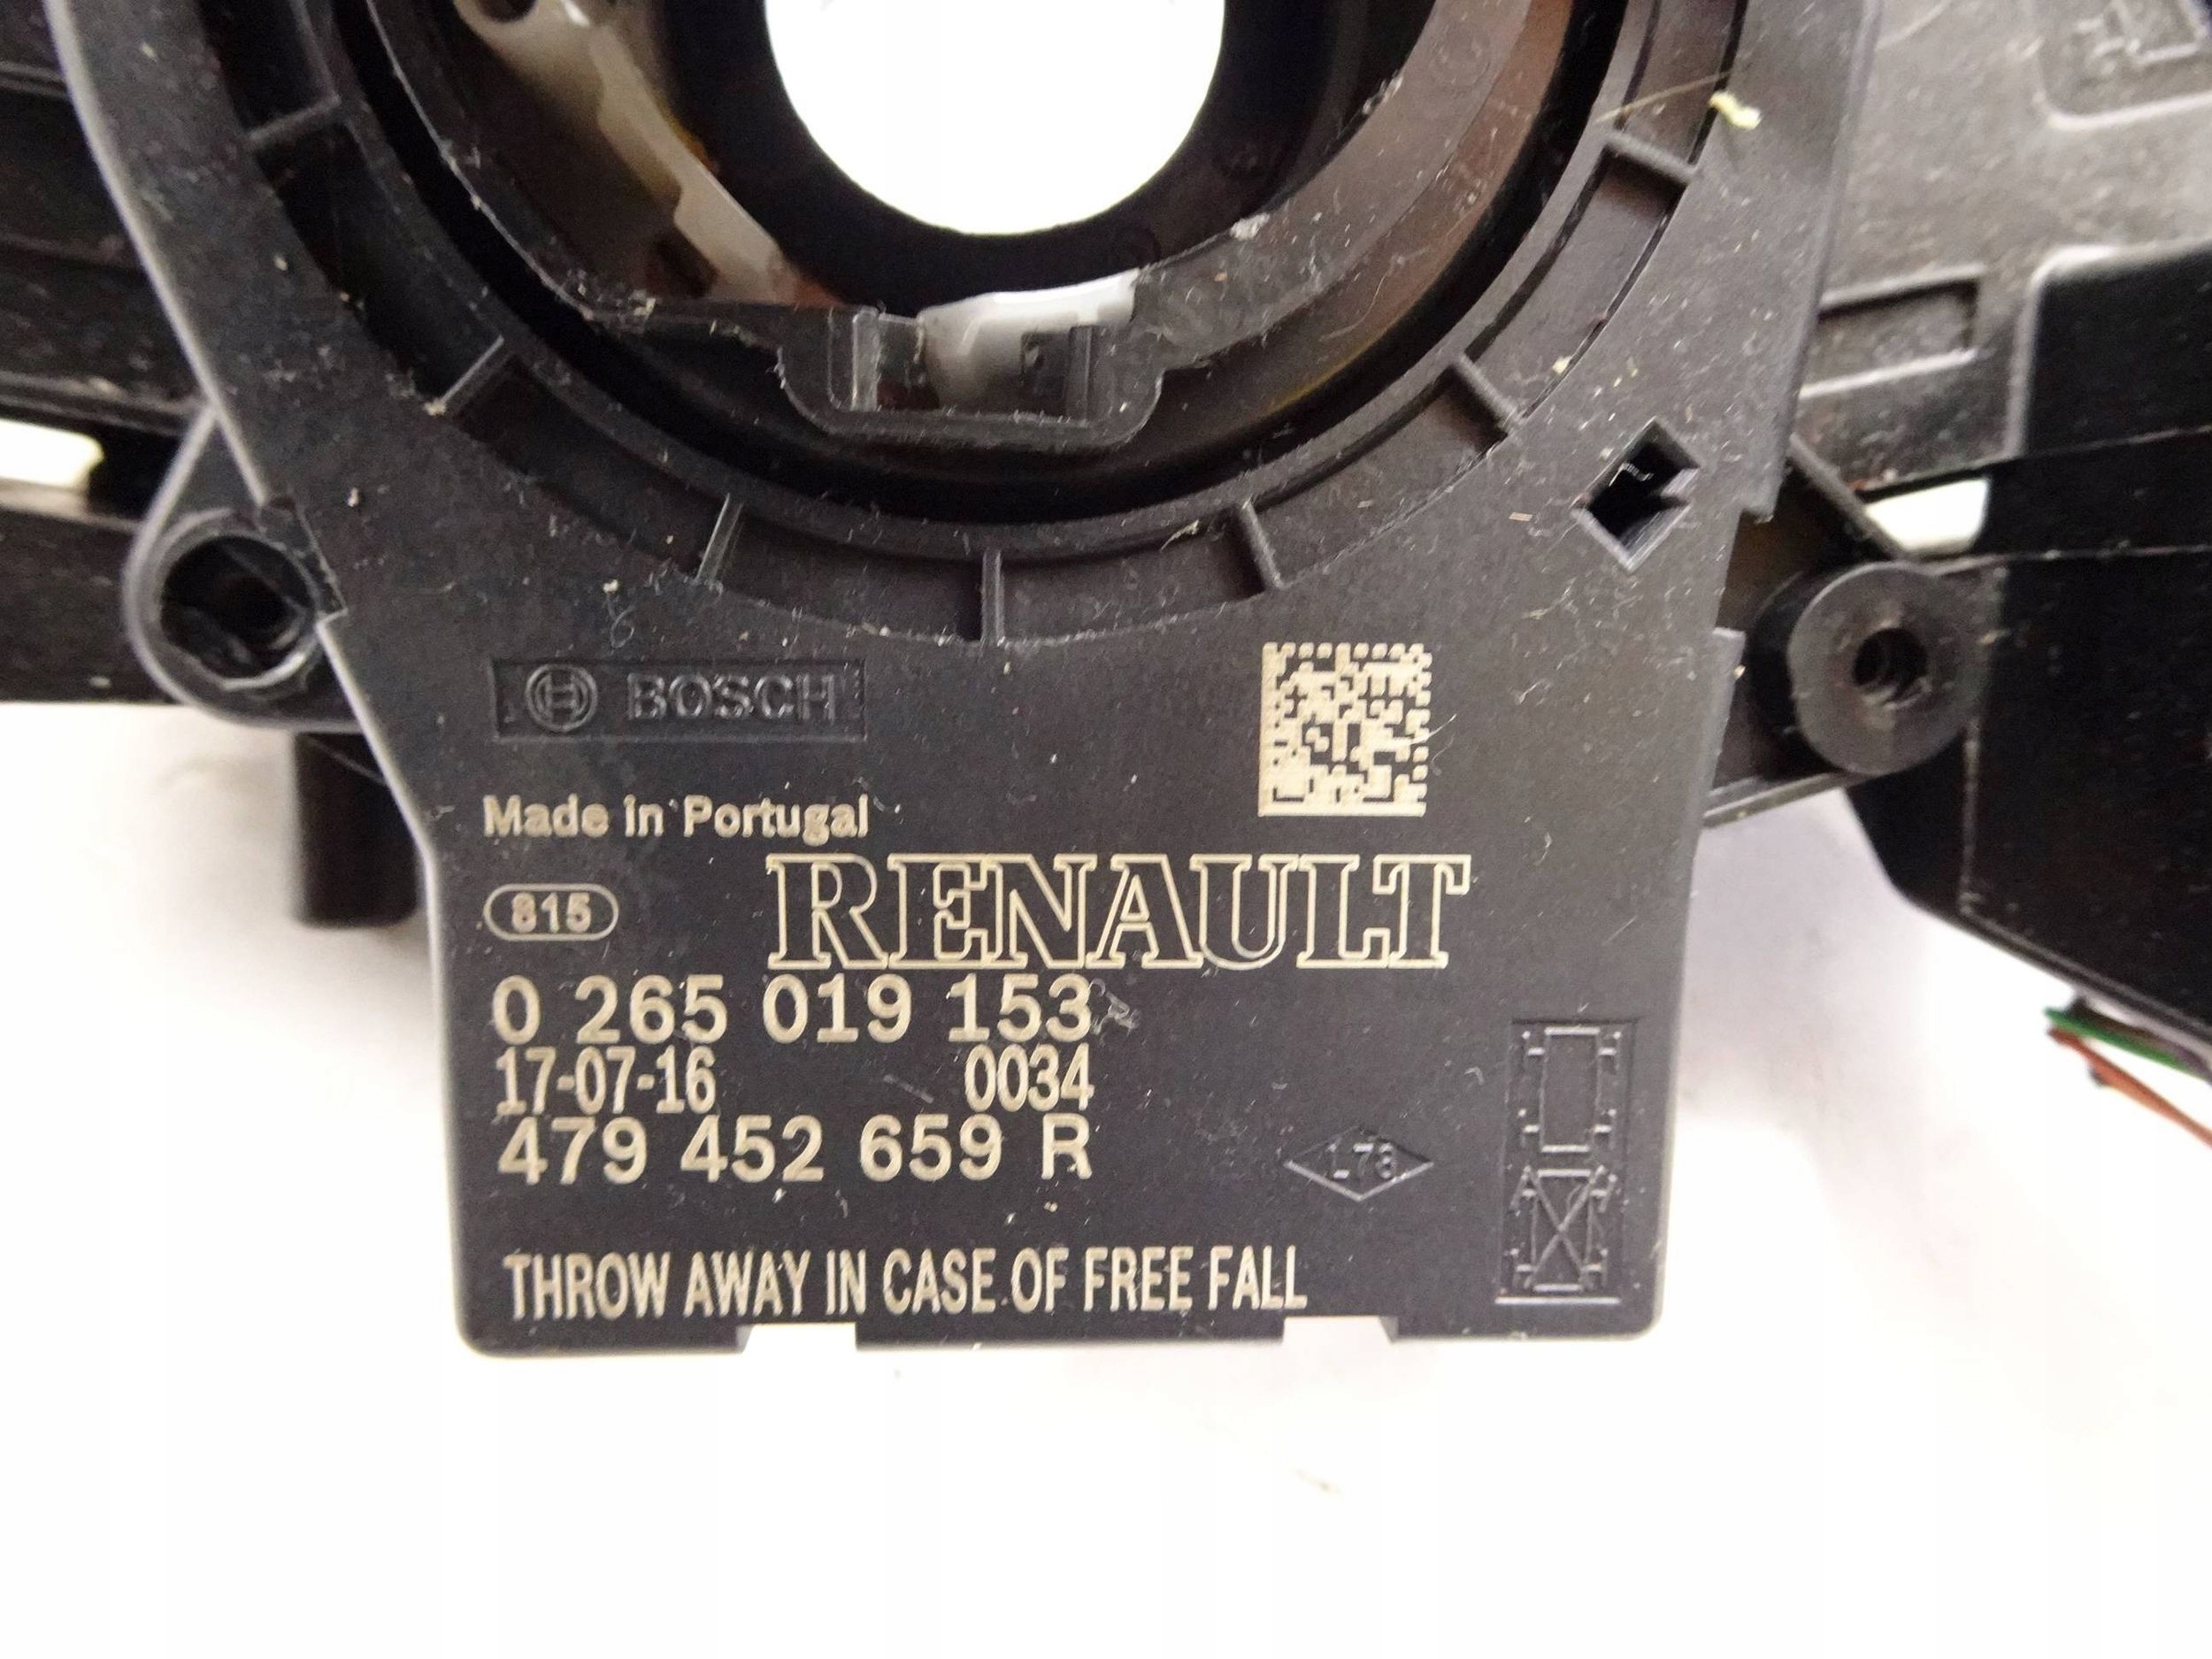 BOSCH
Made in Portugal
RENAULT
815
0 265 019 153
17-07-16 0034
479 452 659 R
L78
THROW AWAY IN CASE OF FREE FALL